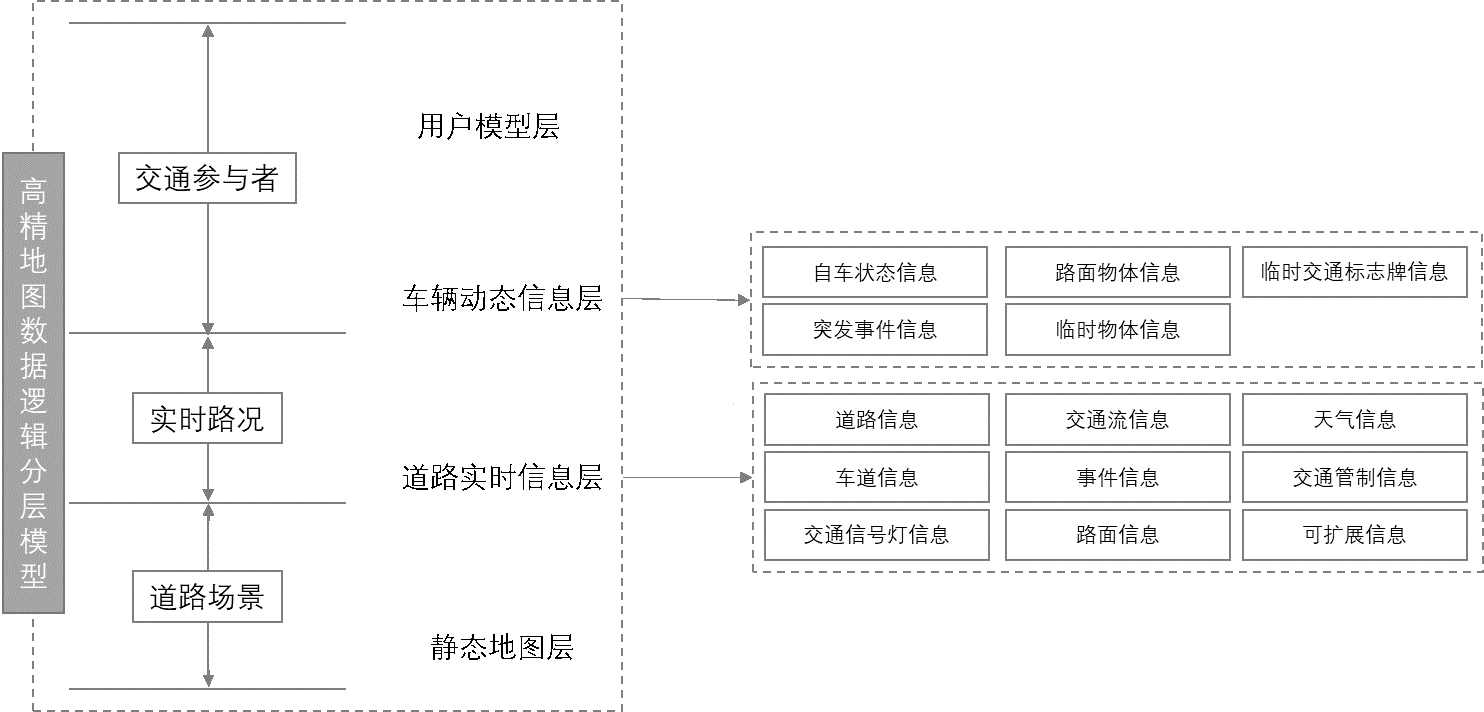 高精地图数据逻辑分层模型
用户模型层
交通参与者
车辆动态信息层
实时路况
道路实时信息层
道路场景
静态地图层
自车状态信息
路面物体信息
临时交通标志牌信息
突发事件信息
临时物体信息
道路信息
交通流信息
天气信息
车道信息
事件信息
交通管制信息
交通信号灯信息
路面信息
可扩展信息